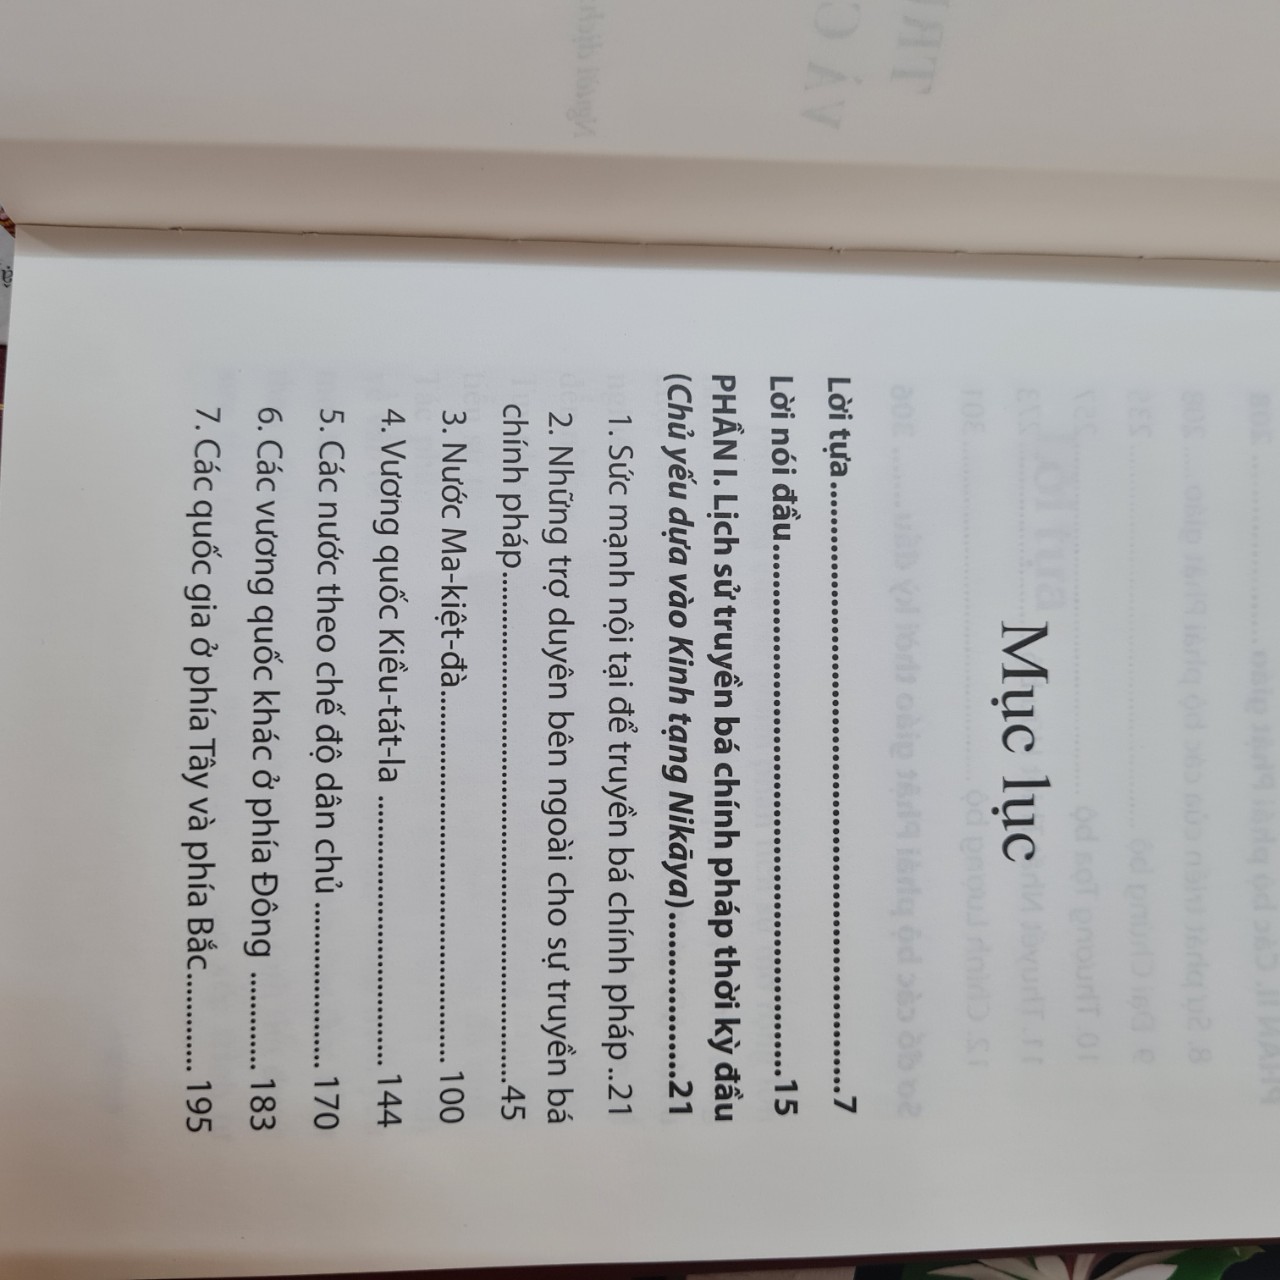 Mục lục
Lời tựa..........................................................................7
Lời nói đầu................................................................15
PHẦN I. Lịch sử truyền bá chính pháp thời kỳ đầu
(Chủ yếu dựa vào Kinh tạng Nikāya)...................21
1. Sức mạnh nội tại để truyền bá chính pháp ..21
2. Những trợ duyên bên ngoài cho sự truyền bá
chính pháp..............................................................45
3. Nước Ma-kiệt-đà............................................. 100
4. Vương quốc Kiều-tát-la ................................. 144
5. Các nước theo chế độ dân chủ .................... 170
6. Các vương quốc khác ở phía Đông ............ 183
7. Các quốc gia ở phía Tây và phía Bắc............ 195